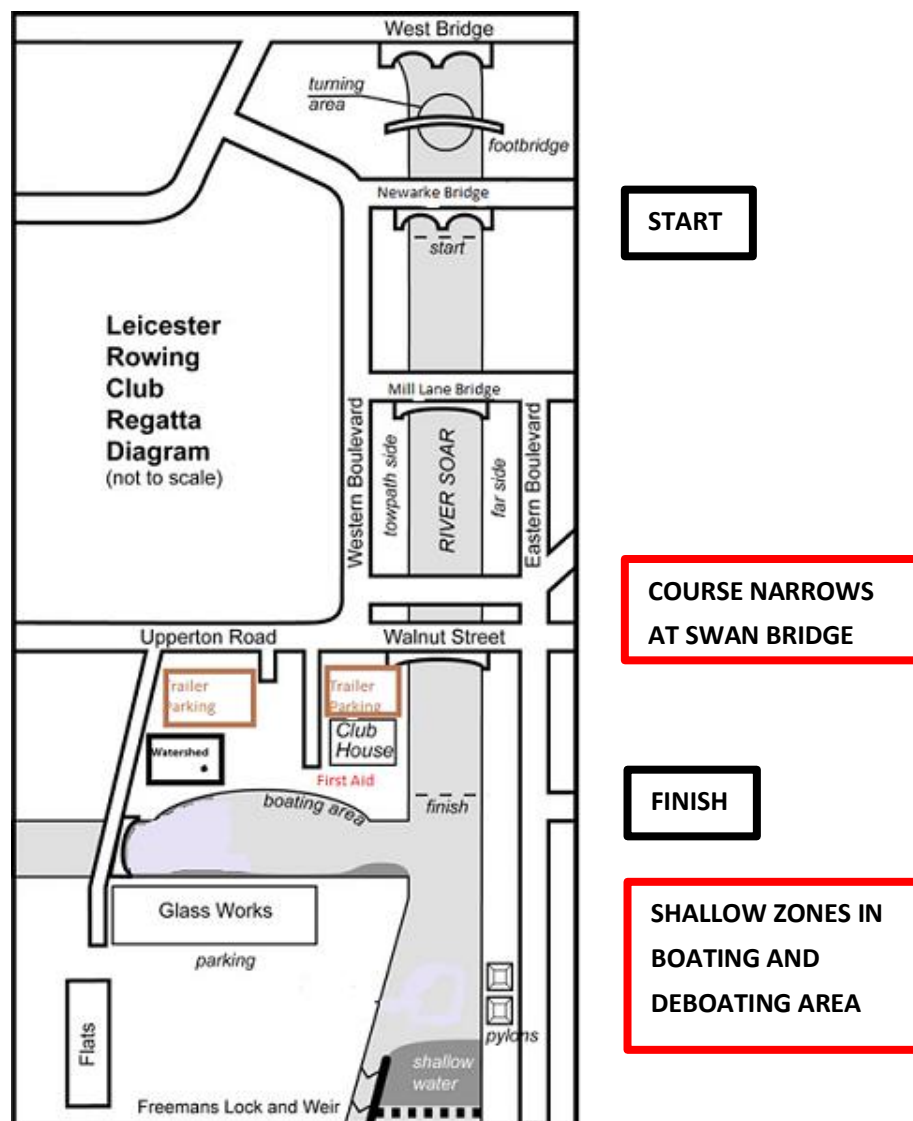 West Bridge
turning
area
footbridge
Newarke Bridge
START
start
Leicester
Rowing
Club
Regatta
Diagram
(not to scale)
Mill Lane Bridge
Western Boulevard
towpath side
RIVER SOAR
far side
Eastern Boulevard
COURSE NARROWS
AT SWAN BRIDGE
Upperton Road
Walnut Street
Trailer
Parking
Trailer
Parking
Club
House
Watershed
First Aid
boating area
finish
FINISH
Glass Works
parking
SHALLOW ZONES IN
BOATING AND
DEBOATING AREA
Flats
pylons
shallow
water
Freemans Lock and Weir